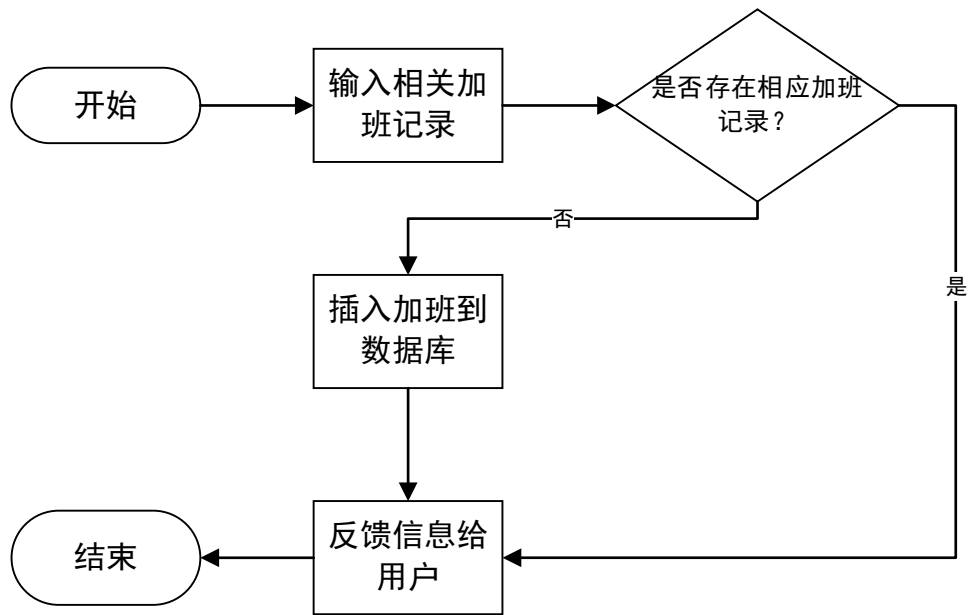 开始
输入相关加
班记录
是否存在相应加班
记录？
否
是
插入加班到
数据库
反馈信息给
用户
结束